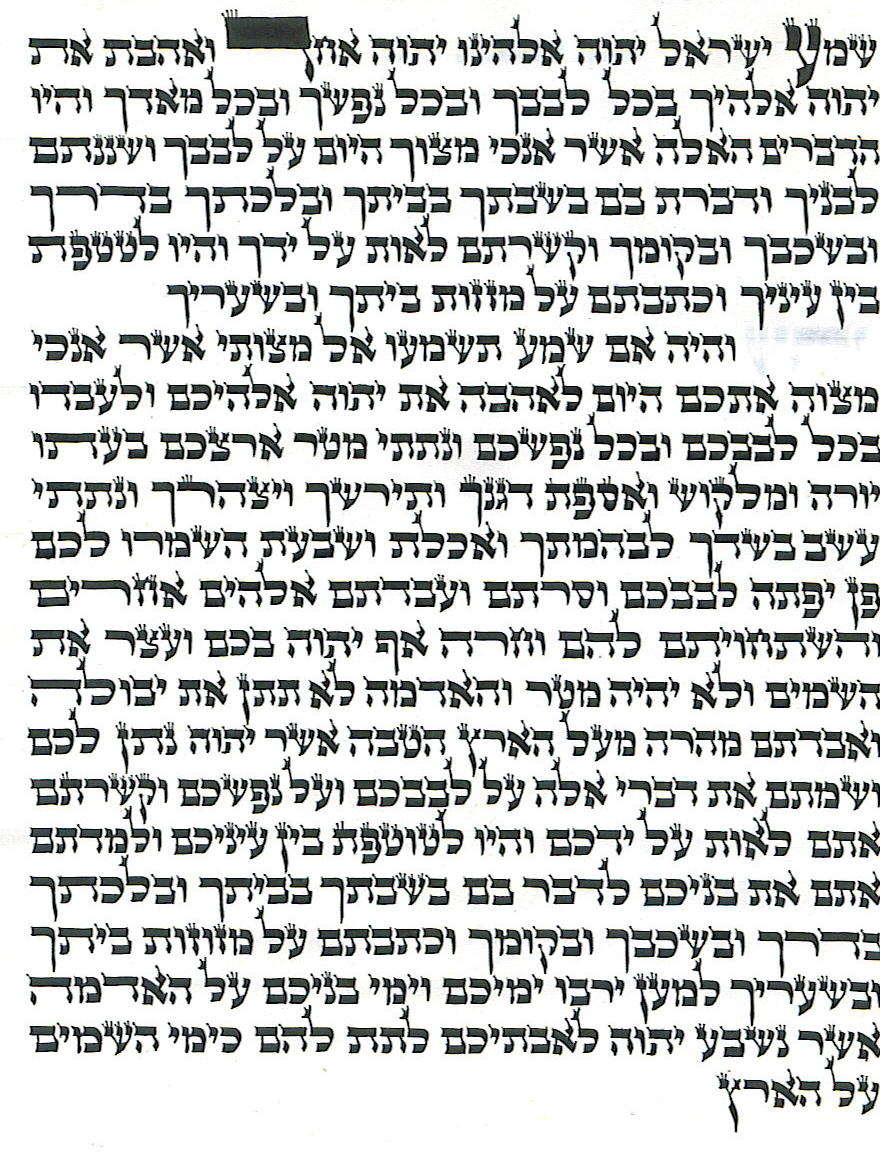 שמע ישראל יהוה אלהינו יהוה אחד ואהבת את
יהוה אלהיך בכל לבבך ובכל נפשך ובכל מאדך והיו
הדברים האלה אשר אנכי מצוך היום על לבבך ושננתם
לבניך ודברת בם בשבתך בביתך ובלכתך בדרך
ובשכבך ובקומך וקשרתם לאות על ידך והיו לטטפת
בין עיניך וכתבתם על מזזות ביתך ובשעריך
והיה אם שמע תשמעו אל מצותי אשר אנכי
מצוה אתכם היום לאהבה את יהוה אלהיכם ולעבדו
בכל לבבכם ובכל נפשכם ונתתי מטר ארצכם בעתו
יורה ומלקוש ואספת דגנך ותירשך ויצהרך ונתתי
עשב בשדך לבהמתך ואכלת ושבעת השמרו לכם
פן יפתה לבבכם וסרתם ועבדתם אלהים אחרים
והשתחויתם להם וחרה אף יהוה בכם ועצר את
השמים ולא יהיה מטר והאדמה לא תתן את יבולה
ואבדתם מהרה מעל הארץ הטבה אשר יהוה נתן לכם
ושמתם את דברי אלה על לבבכם ועל נפשכם וקשרתם
אתם לאות על ידכם והיו לטוטפת בין עיניכם ולמדתם
אתם את בניכם לדבר בם בשבתך בביתך ובלכתך
בדרך ובשכבך ובקומך וכתבתם על מזוזות ביתך
ובשעריך למען ירבו ימיכם וימי בניכם על האדמה
אשר נשבע יהוה לאבתיכם לתת להם כימי השמים
על הארץ